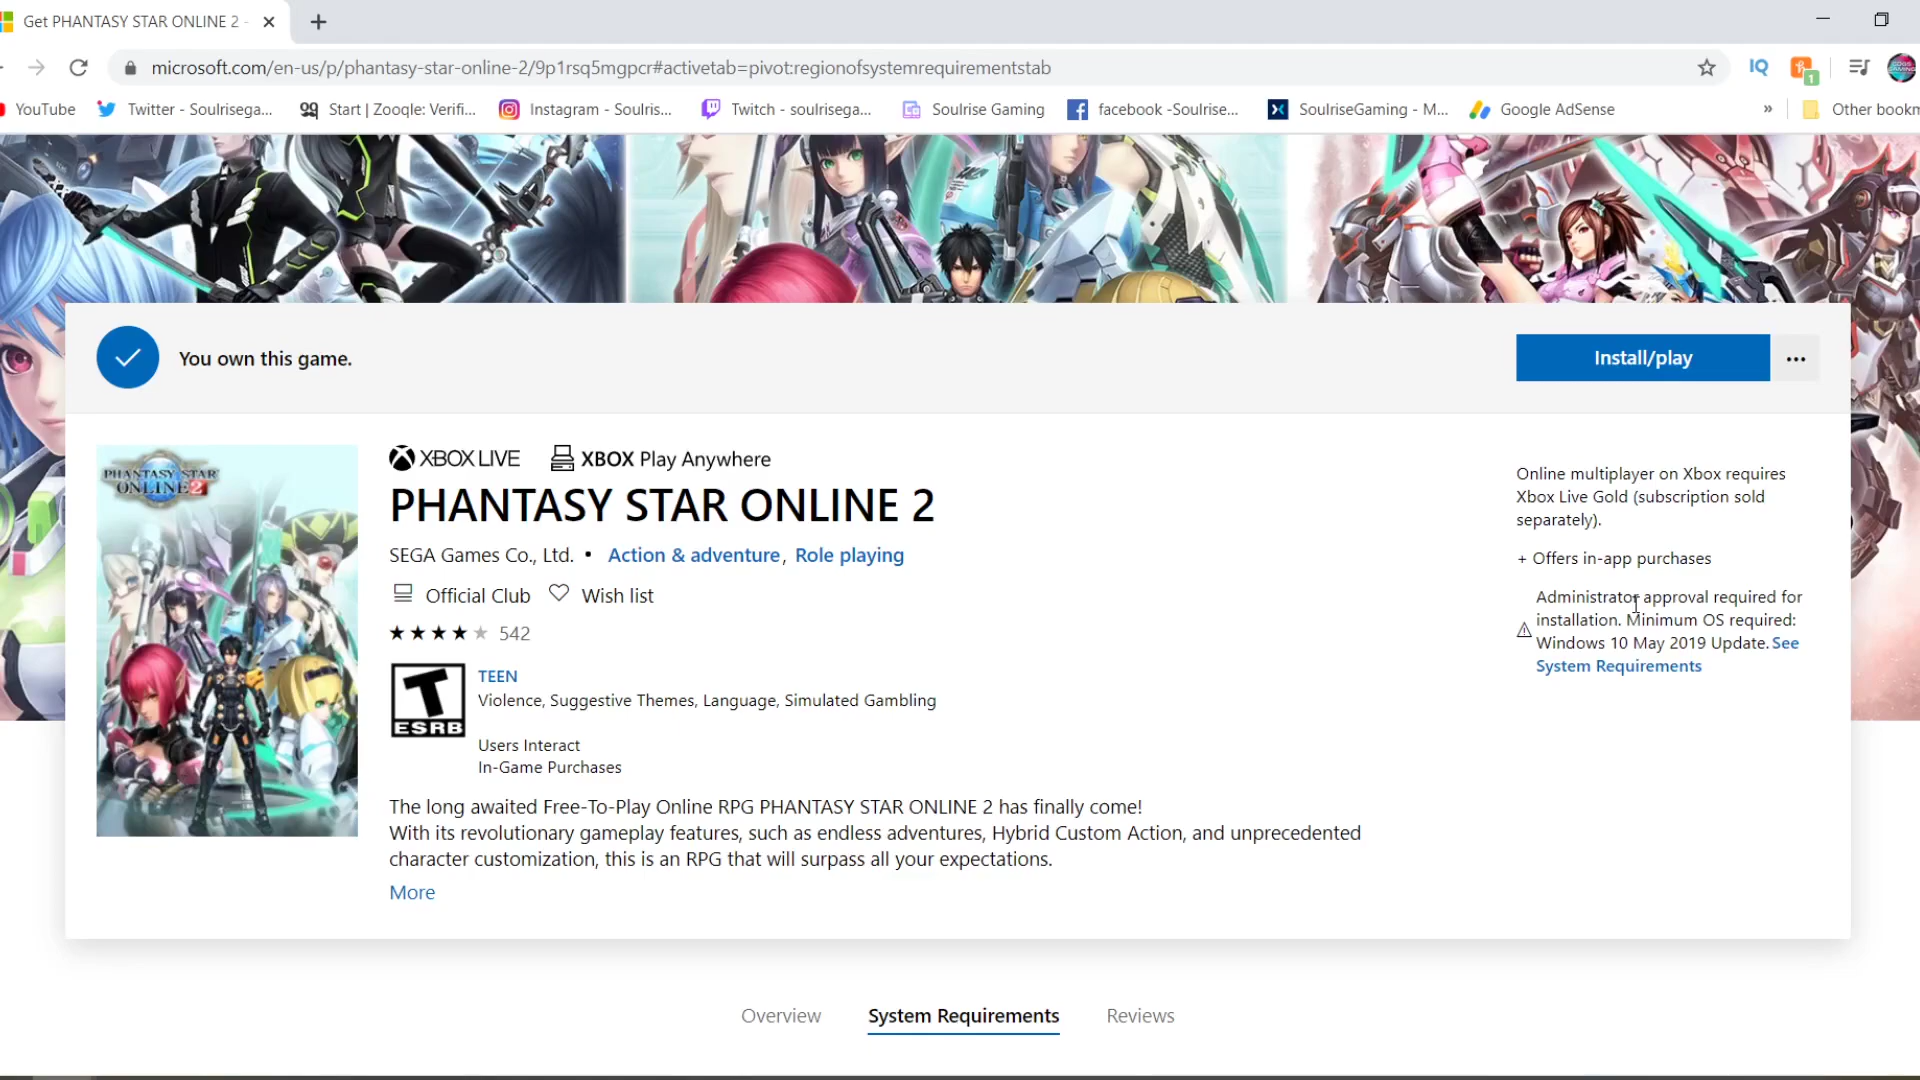 Get PHANTASY STAR ONLINE 2 -
microsoft.com/en-us/p/phantasy-star-online-2/9p1rsq5mgpcr#activetab=pivot:regionofsystemrequirementstab
IQ
1
YouTube
Twitter - Soulrisega...
Start | Zooqle: Verifi...
Instagram - Soulris...
Twitch - soulrisega...
Soulrise Gaming
facebook -Soulrise...
SoulriseGaming - M...
Google AdSense
»
Other bookm
You own this game.
Install/play
PHANTASY STAR
ONLINE 2
XBOX LIVE
XBOX Play Anywhere
PHANTASY STAR ONLINE 2
SEGA Games Co., Ltd. • Action & adventure, Role playing
Official Club
Wish list
542
T
ESRB
TEEN
Violence, Suggestive Themes, Language, Simulated Gambling
Users Interact
In-Game Purchases
The long awaited Free-To-Play Online RPG PHANTASY STAR ONLINE 2 has finally come!
With its revolutionary gameplay features, such as endless adventures, Hybrid Custom Action, and unprecedented
character customization, this is an RPG that will surpass all your expectations.
More
Online multiplayer on Xbox requires
Xbox Live Gold (subscription sold
separately).
+ Offers in-app purchases
Administrator approval required for
installation. Minimum OS required:
Windows 10 May 2019 Update. See
System Requirements
Overview
System Requirements
Reviews